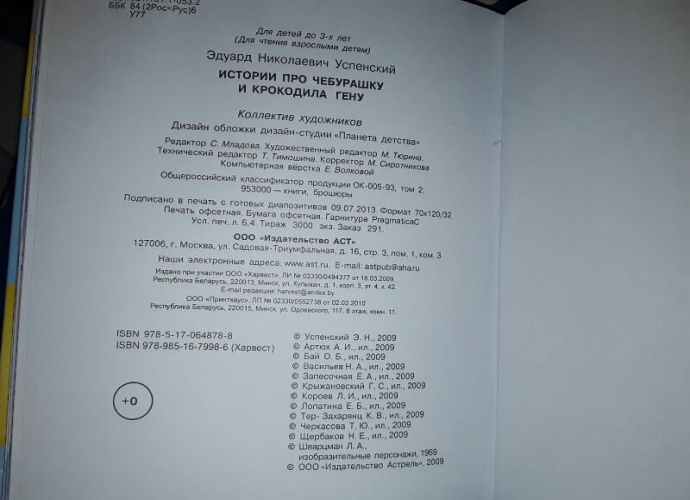 ББК 84 (2Рос=Рус)6
У77
Для детей до 3-х лет
(Для чтения взрослыми детям)
Эдуард Николаевич Успенский
ИСТОРИИ ПРО ЧЕБУРАШКУ
И КРОКОДИЛА ГЕНУ
Коллектив художников
Дизайн обложки дизайн-студии «Планета детства»
Редактор С. Младова. Художественный редактор М. Тюрина.
Технический редактор Т. Тимошина. Корректор М. Сиротникова
Компьютерная вёрстка Е. Волковой
Общероссийский классификатор продукции ОК-005-93, том 2;
953000 — книги, брошюры
Подписано в печать с готовых диапозитивов 09.07.2013. Формат 70х120/32
Печать офсетная. Бумага офсетная. Гарнитура PragmaticaC
Усл. печ. л. 6,4. Тираж 3000 экз. Заказ 291.
ООО «Издательство АСТ»
127006, г. Москва, ул. Садовая-Триумфальная, д. 16, стр. 3, пом. 1, ком. 3
Наши электронные адреса: www.ast.ru. E-mail: astpub@aha.ru
Издано при участии ООО «Харвест». ЛИ № 02330/0494377 от 16.03.2009.
Республика Беларусь, 220013, Минск, ул. Кульман, д. 1, корп. 3, эт. 4, к. 42.
E-mail редакции: harvest@anitex.by
ООО «Принтхаус». ЛП № 02330/0552738 от 02.02.2010
Республика Беларусь, 220015, Минск, ул. Одоевского, 117, 8 этаж, ком. 11.
ISBN 978-5-17-064878-8
ISBN 978-985-16-7998-6 (Харвест)
+0
© Успенский Э. Н., 2009
© Артюх А. И., ил., 2009
© Бай О. Б., ил., 2009
© Васильев Н. А., ил., 2009
© Запесочная Е. А., ил., 2009
© Крыжановский Г. С., ил., 2009
© Короев Л. И., ил., 2009
© Лопатина Е. Б., ил., 2009
© Тер- Захарянц К. В., ил., 2009
© Черкасова Т. Ю., ил., 2009
© Щербаков Н. Е., ил., 2009
© Шварцман Л. А.,
изобразительные персонажи, 1969
© ООО «Издательство Астрель», 2009